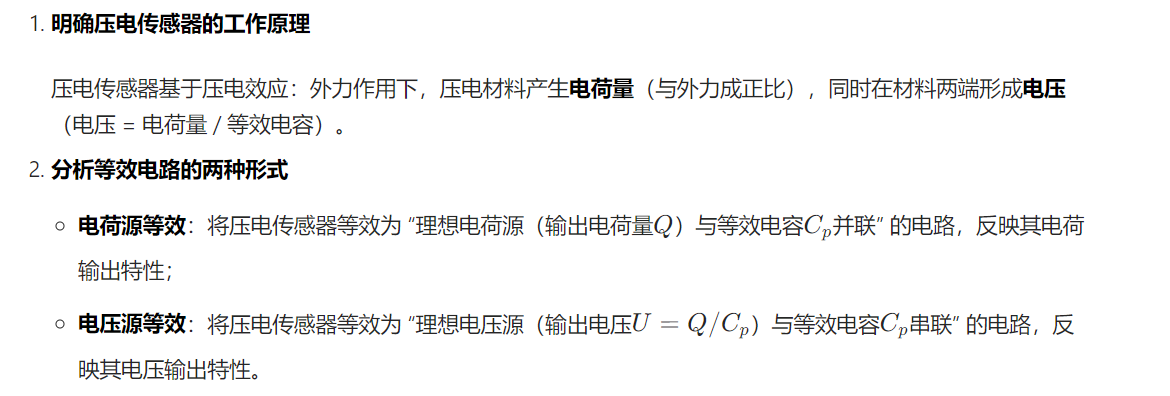 1. 明确压电传感器的工作原理
压电传感器基于压电效应：外力作用下，压电材料产生电荷量（与外力成正比），同时在材料两端形成电压
（电压 = 电荷量 / 等效电容）。
2. 分析等效电路的两种形式
○ 电荷源等效：将压电传感器等效为 “理想电荷源（输出电荷量Q）与等效电容Cₚ并联” 的电路，反映其电荷
输出特性；
○ 电压源等效：将压电传感器等效为 “理想电压源（输出电压U = Q/Cₚ）与等效电容Cₚ串联” 的电路，反
映其电压输出特性。